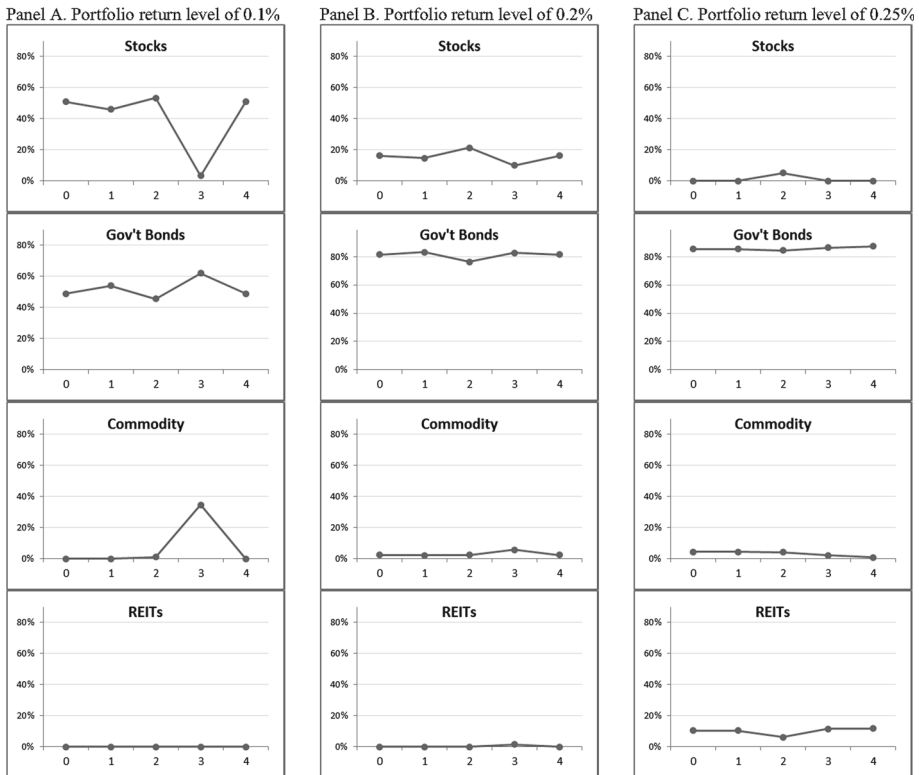 Panel A. Portfolio return level of 0.1%
Stocks
80%
60%
40%
20%
0%
0 1 2 3 4
Gov't Bonds
80%
60%
40%
20%
0%
0 1 2 3 4
Commodity
80%
60%
40%
20%
0%
0 1 2 3 4
REITs
80%
60%
40%
20%
0%
0 1 2 3 4
Panel B. Portfolio return level of 0.2%
Stocks
80%
60%
40%
20%
0%
0 1 2 3 4
Gov't Bonds
80%
60%
40%
20%
0%
0 1 2 3 4
Commodity
80%
60%
40%
20%
0%
0 1 2 3 4
REITs
80%
60%
40%
20%
0%
0 1 2 3 4
Panel C. Portfolio return level of 0.25%
Stocks
80%
60%
40%
20%
0%
0 1 2 3 4
Gov't Bonds
80%
60%
40%
20%
0%
0 1 2 3 4
Commodity
80%
60%
40%
20%
0%
0 1 2 3 4
REITs
80%
60%
40%
20%
0%
0 1 2 3 4